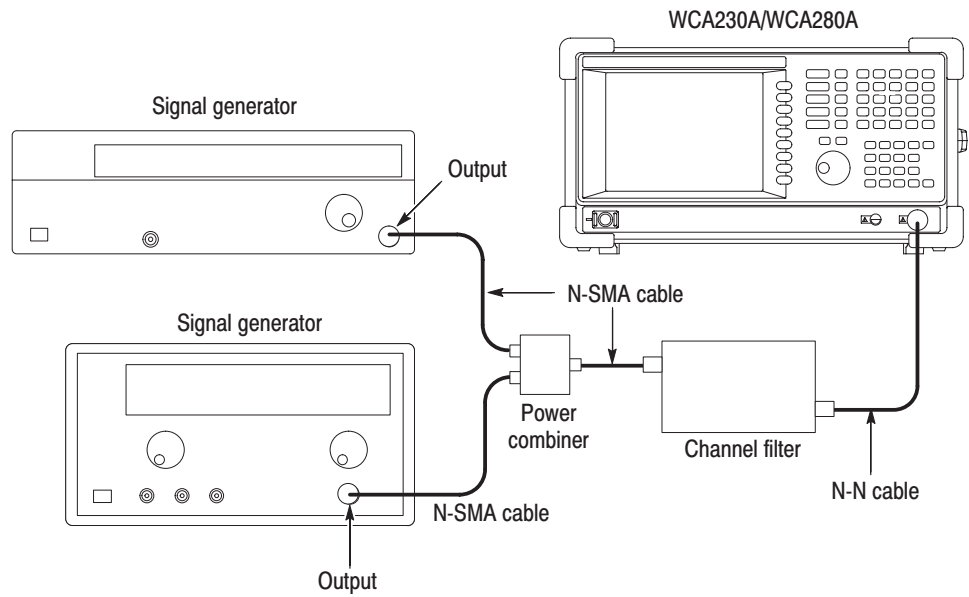 WCA230A/WCA280A
Signal generator
Output
N-SMA cable
Signal generator
Power
combiner
Channel filter
N-N cable
N-SMA cable
Output